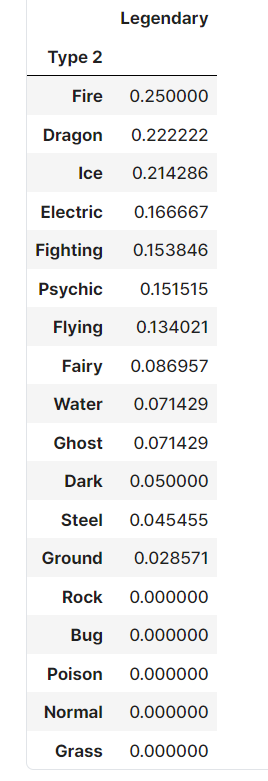 Legendary
Type 2
Fire 0.250000
Dragon 0.222222
Ice 0.214286
Electric 0.166667
Fighting 0.153846
Psychic 0.151515
Flying 0.134021
Fairy 0.086957
Water 0.071429
Ghost 0.071429
Dark 0.050000
Steel 0.045455
Ground 0.028571
Rock 0.000000
Bug 0.000000
Poison 0.000000
Normal 0.000000
Grass 0.000000